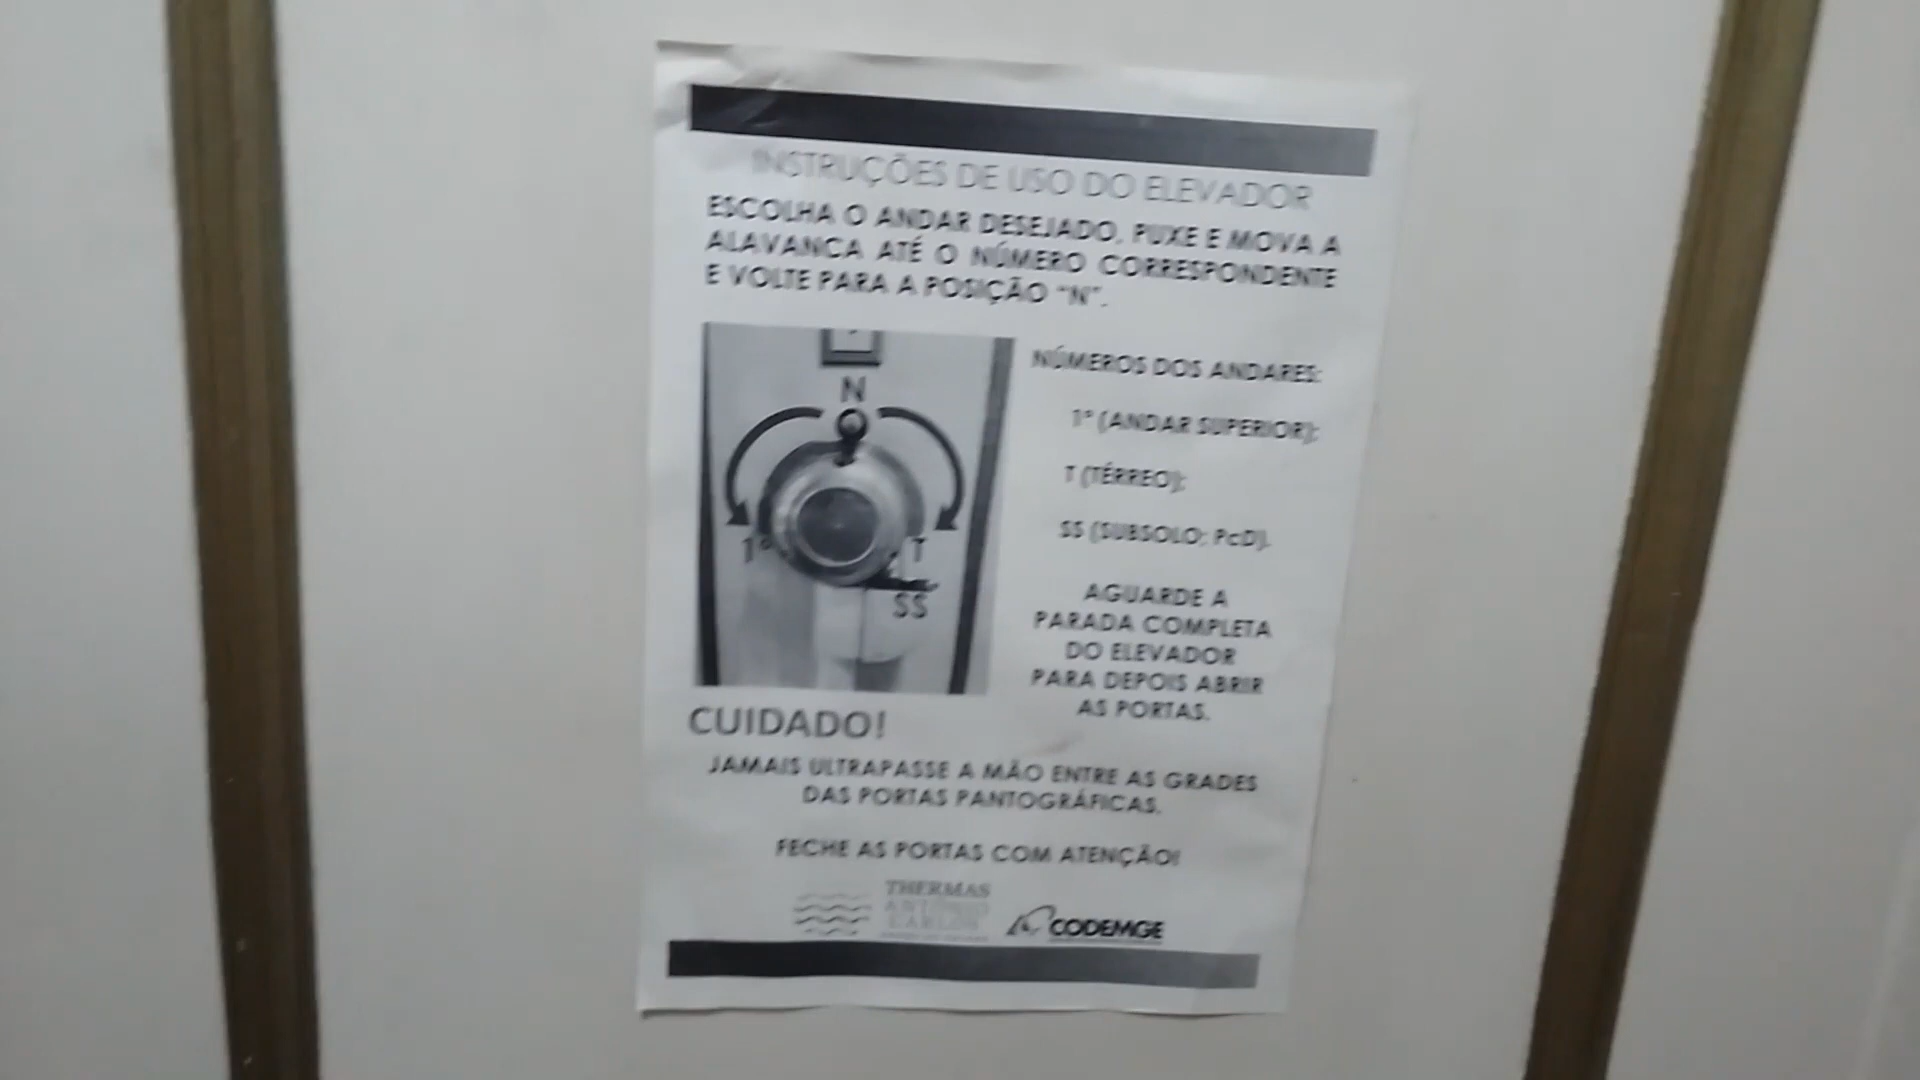 INSTRUÇÕES DE USO DO ELEVADOR
ESCOLHA O ANDAR DESEJADO, PUXE E MOVA A
ALAVANCA ATÉ O NÚMERO CORRESPONDENTE
E VOLTE PARA A POSIÇÃO "N".
N
1º
T
SS
NÚMEROS DOS ANDARES:
1º (ANDAR SUPERIOR);
T (TÉRREO);
SS (SUBSOLO; PcD).
AGUARDE A
PARADA COMPLETA
DO ELEVADOR
PARA DEPOIS ABRIR
AS PORTAS.
CUIDADO!
JAMAIS ULTRAPASSE A MÃO ENTRE AS GRADES
DAS PORTAS PANTOGRÁFICAS.
FECHE AS PORTAS COM ATENÇÃO!
THERMAS
ANTÔNIO
CARLOS
CODEMGE